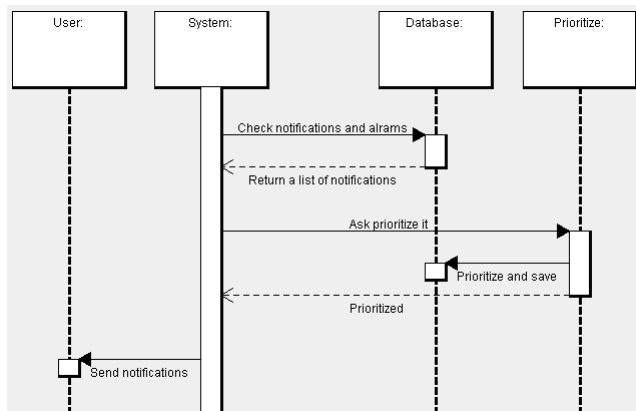 User:
System:
Database:
Prioritize:
Check notifications and alrams
Return a list of notifications
Ask prioritize it
Prioritize and save
Prioritized
Send notifications